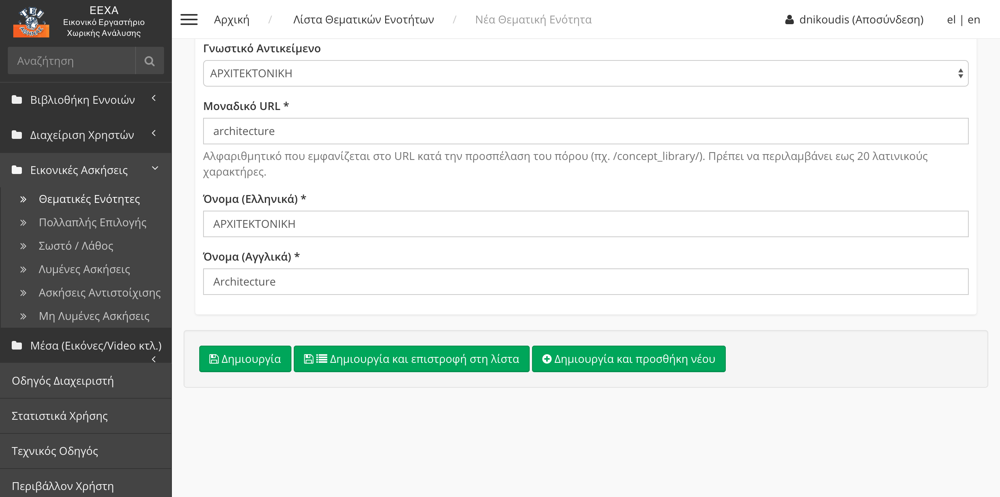 ΤΕΙ
ΑΘΗΝΑΣ
ΕΕΧΑ
Εικονικό Εργαστήριο
Χωρικής Ανάλυσης
Αναζήτηση
Βιβλιοθήκη Εννοιών
Διαχείριση Χρηστών
Εικονικές Ασκήσεις
Θεματικές Ενότητες
Πολλαπλής Επιλογής
Σωστό / Λάθος
Λυμένες Ασκήσεις
Ασκήσεις Αντιστοίχισης
Μη Λυμένες Ασκήσεις
Μέσα (Εικόνες/Video κτλ.)
Οδηγός Διαχειριστή
Στατιστικά Χρήσης
Τεχνικός Οδηγός
Περιβάλλον Χρήστη
Αρχική / Λίστα Θεματικών Ενοτήτων / Νέα Θεματική Ενότητα
dnikoudis (Αποσύνδεση) el | en
Γνωστικό Αντικείμενο
ΑΡΧΙΤΕΚΤΟΝΙΚΗ
Μοναδικό URL *
architecture
Αλφαριθμητικό που εμφανίζεται στο URL κατά την προσπέλαση του πόρου (πχ. /concept_library/). Πρέπει να περιλαμβάνει εως 20 λατινικούς
χαρακτήρες.
Όνομα (Ελληνικά) *
ΑΡΧΙΤΕΚΤΟΝΙΚΗ
Όνομα (Αγγλικά) *
Architecture
Δημιουργία Δημιουργία και επιστροφή στη λίστα Δημιουργία και προσθήκη νέου